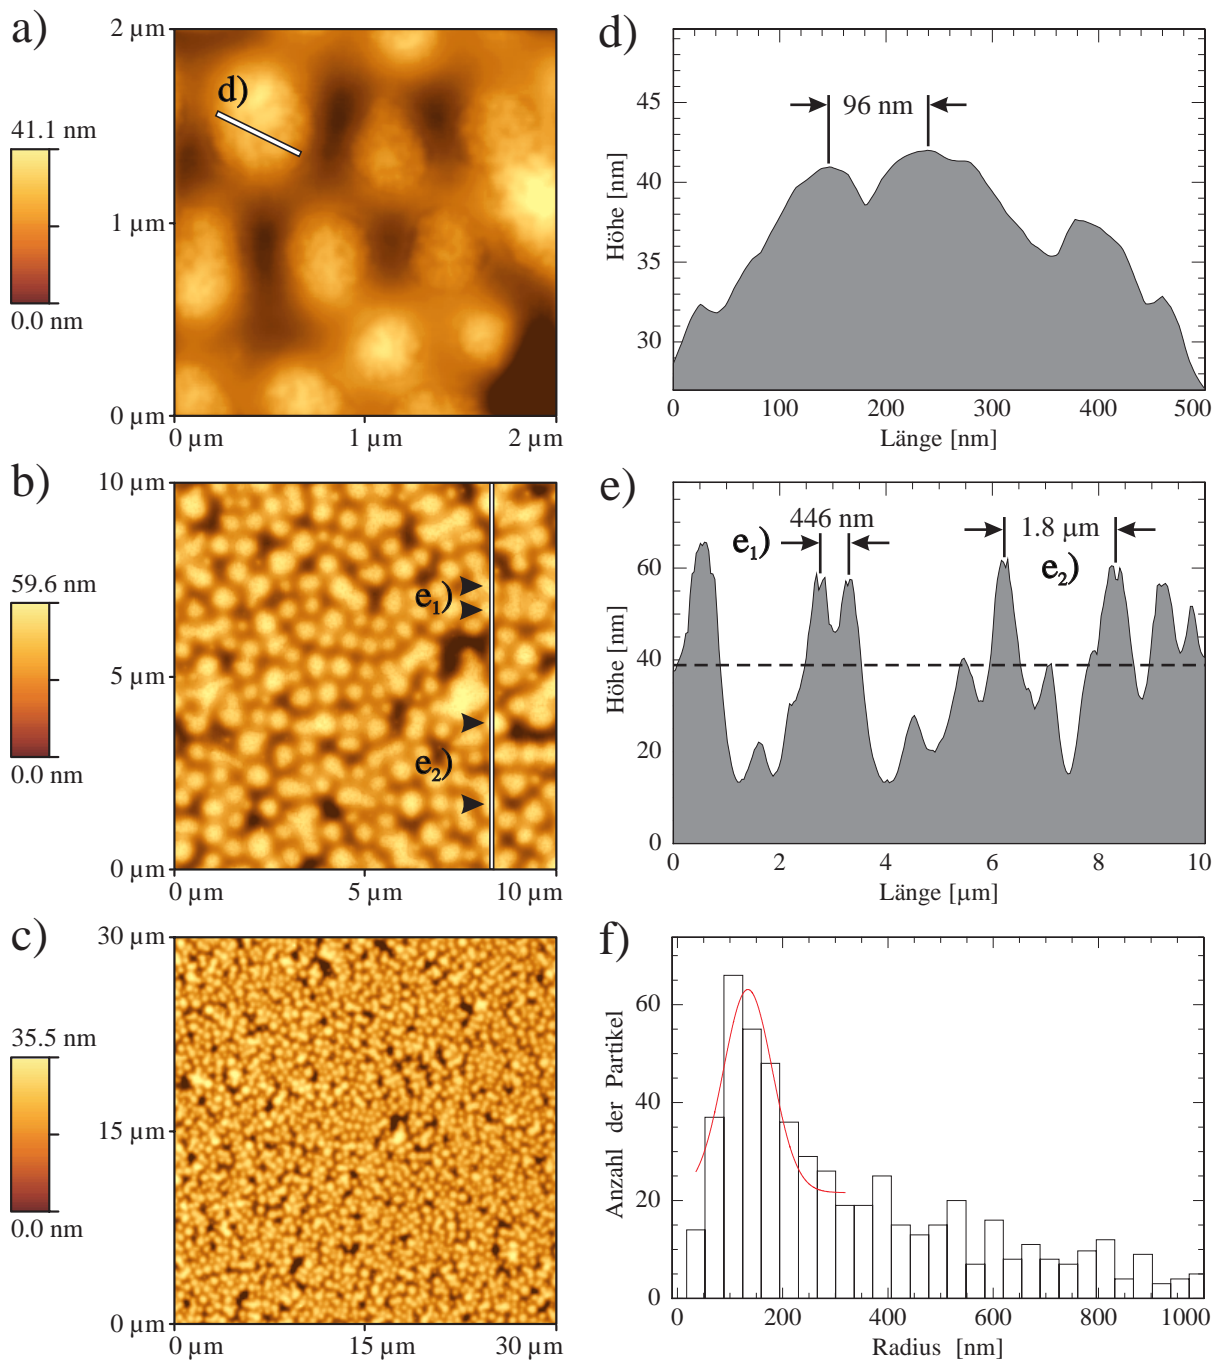 a)
2 µm
d)
41.1 nm
1 µm
0.0 nm
0 µm
0 µm
1 µm
2 µm
d)
45
40
35
30
Höhe [nm]
96 nm
0
100
200
300
400
500
Länge [nm]
b)
10 µm
59.6 nm
e1)
5 µm
0.0 nm
e2)
0 µm
0 µm
5 µm
10 µm
e)
446 nm
1.8 µm
e1)
e2)
60
40
20
0
Höhe [nm]
0
2
4
6
8
10
Länge [µm]
c)
30 µm
35.5 nm
15 µm
0.0 nm
0 µm
0 µm
15 µm
30 µm
f)
60
40
20
0
Anzahl der Partikel
0
200
400
600
800
1000
Radius [nm]